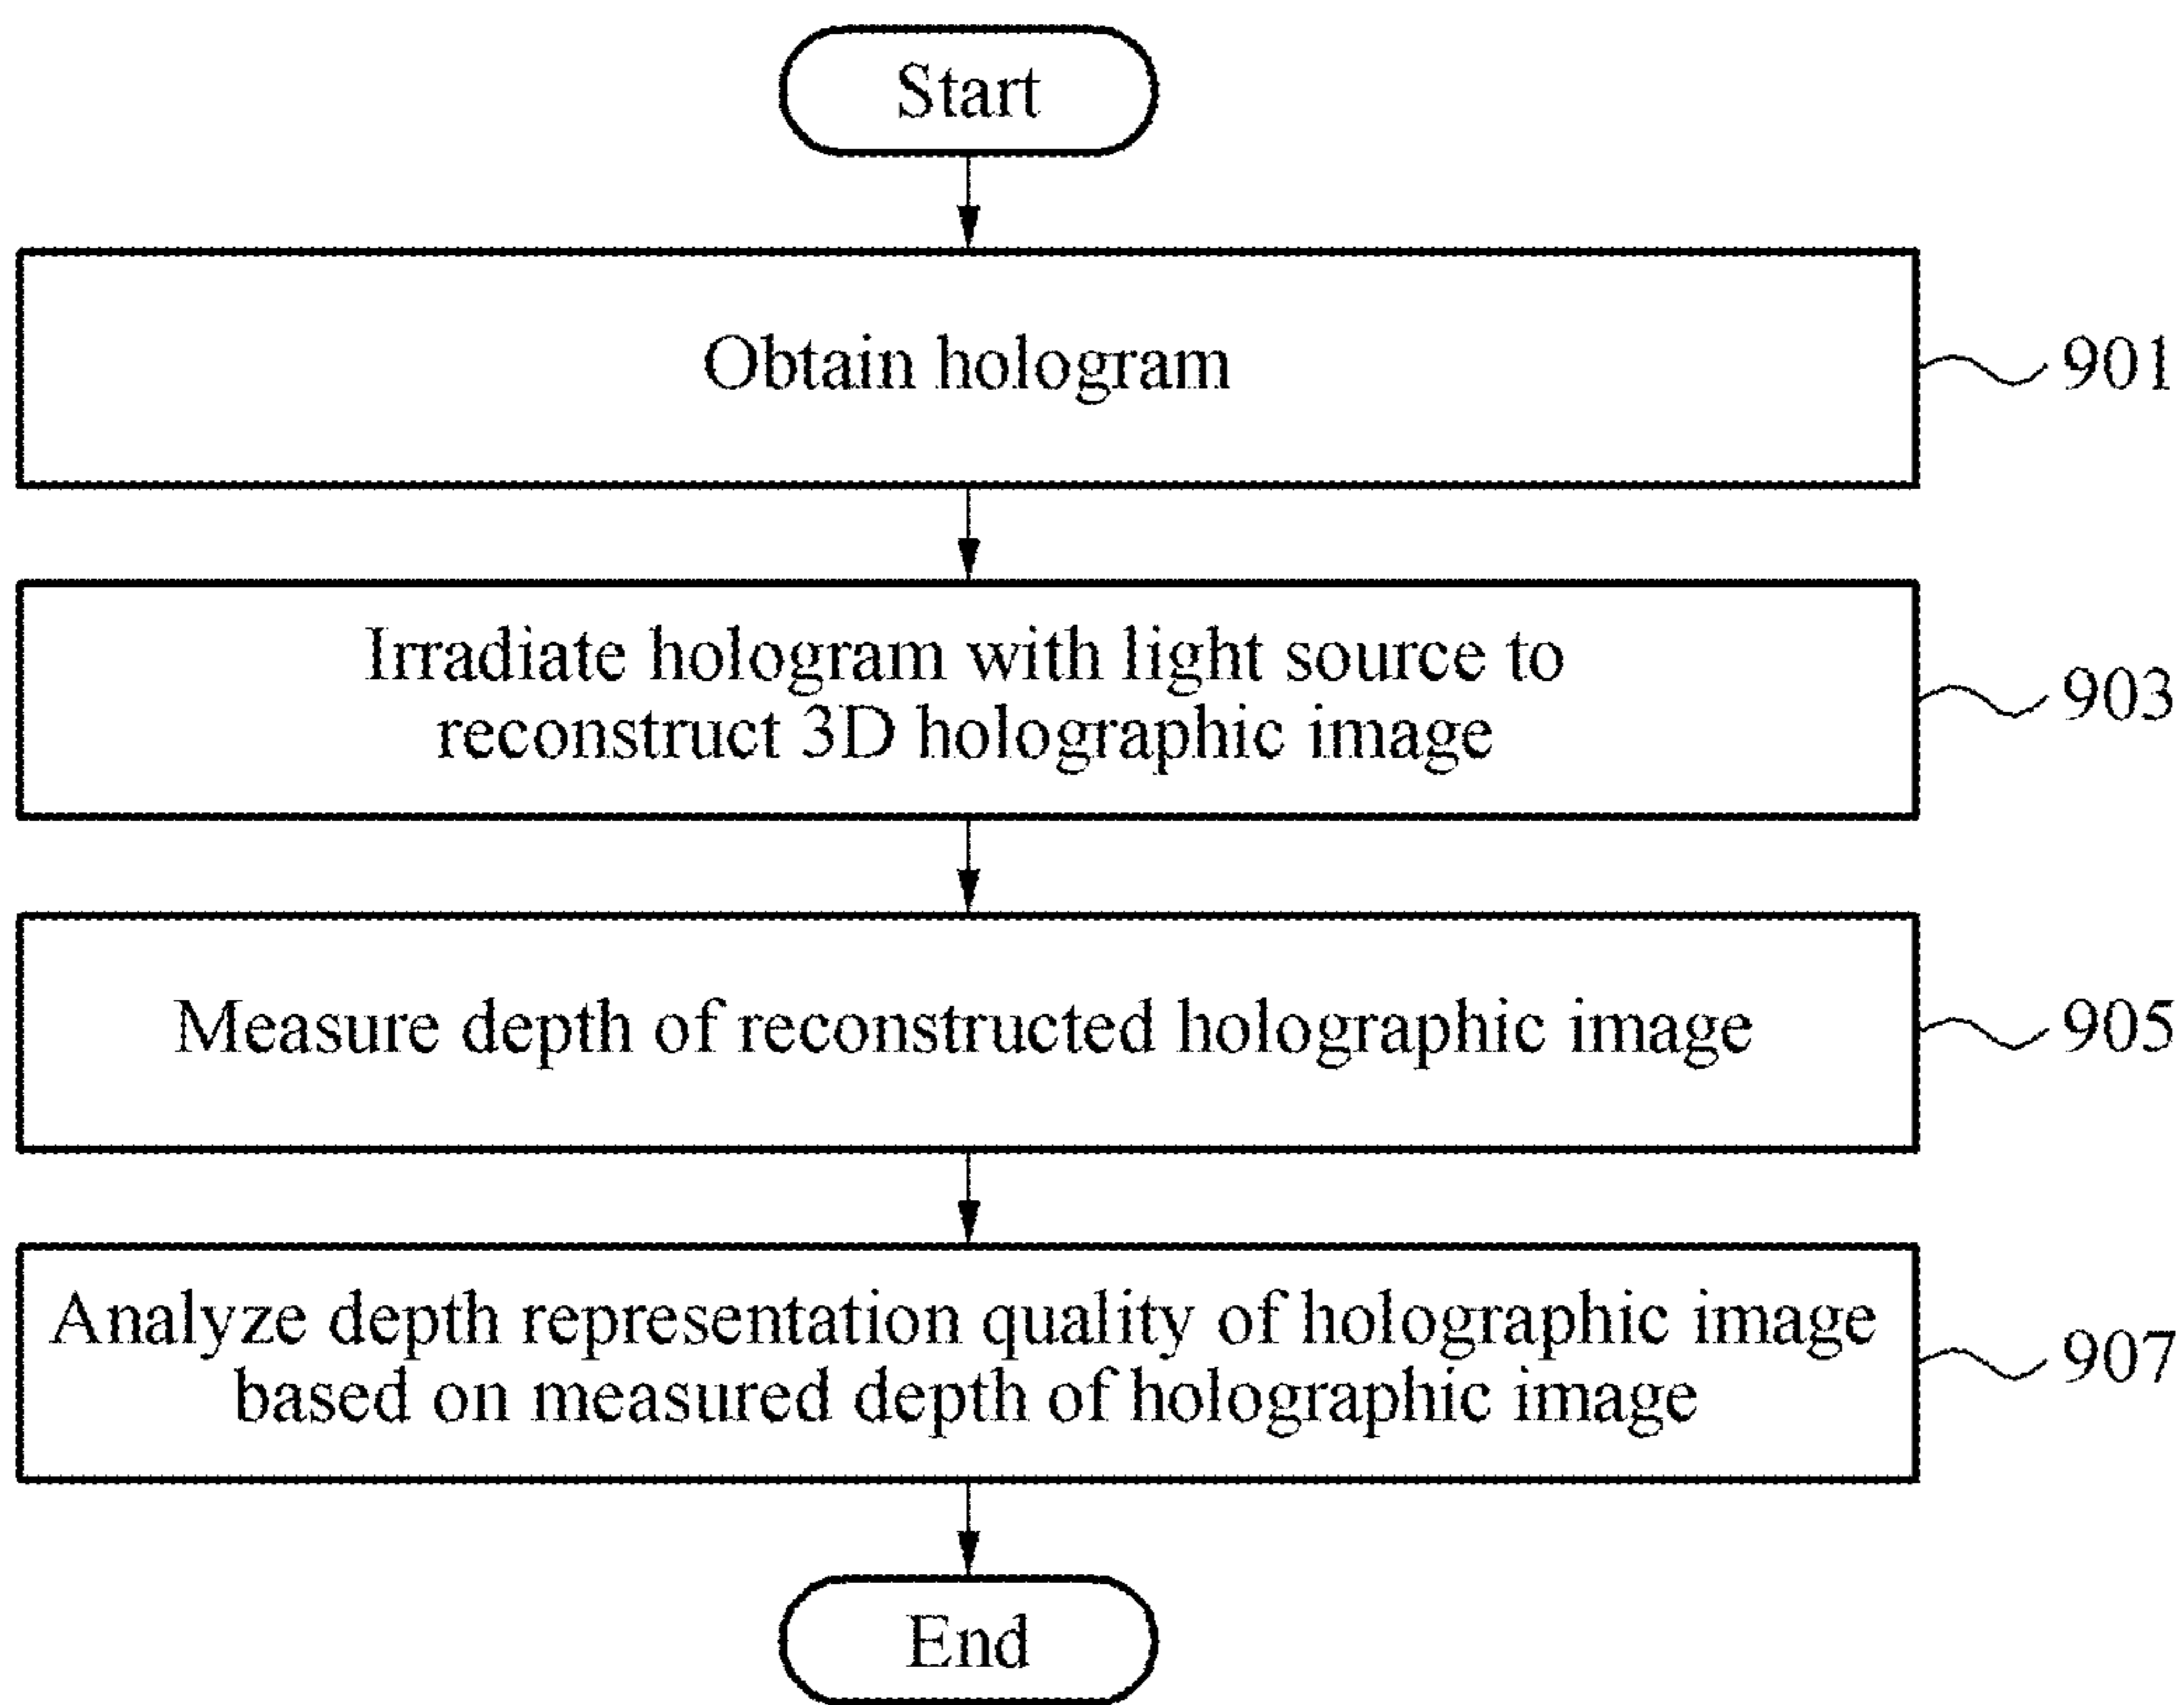 Start
Obtain hologram
901
Irradiate hologram with light source to
reconstruct 3D holographic image
903
Measure depth of reconstructed holographic image
905
Analyze depth representation quality of holographic image
based on measured depth of holographic image
907
End